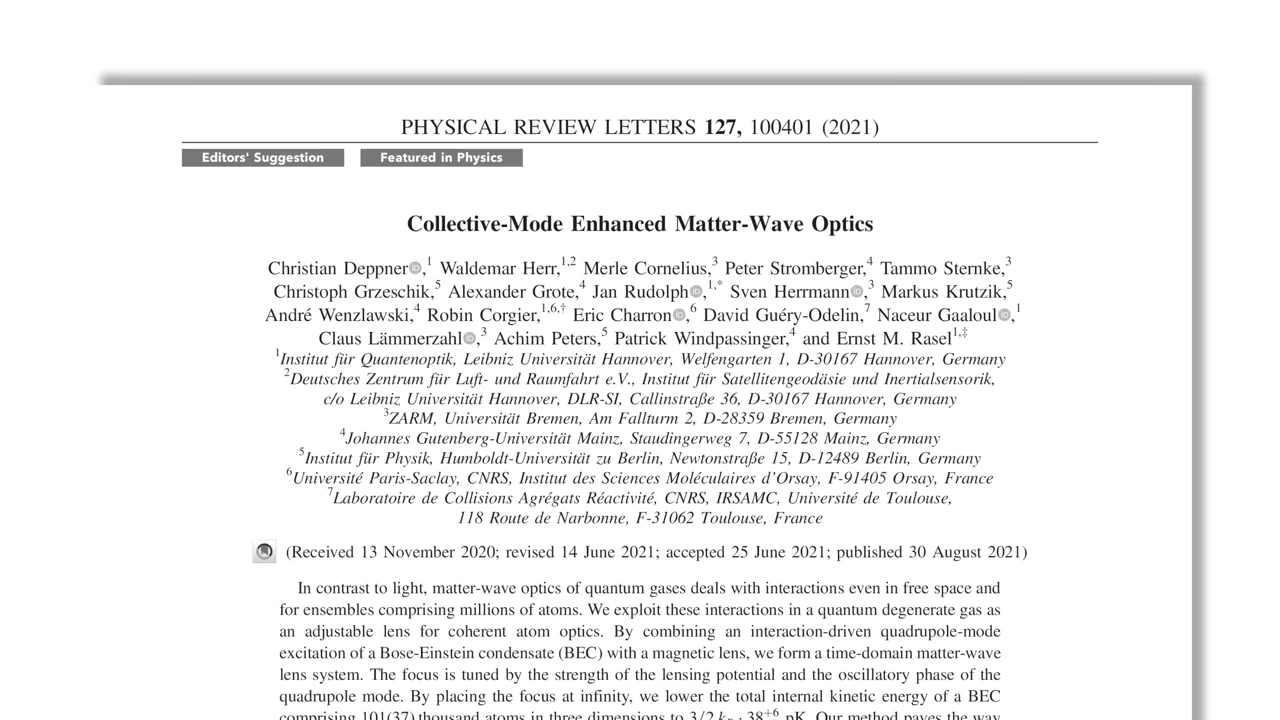 PHYSICAL REVIEW LETTERS 127, 100401 (2021)
Editors' Suggestion Featured in Physics
Collective-Mode Enhanced Matter-Wave Optics
Christian Deppner,1 Waldemar Herr,1,2 Merle Cornelius,3 Peter Stromberger,4 Tammo Sternke,3
Christoph Grzeschik,5 Alexander Grote,4 Jan Rudolph,1,* Sven Herrmann,3 Markus Krutzik,5
André Wenzlawski,4 Robin Corgier,1,6,† Eric Charron,6 David Guéry-Odelin,7 Naceur Gaaloul,1
Claus Lämmerzahl,3 Achim Peters,5 Patrick Windpassinger,4 and Ernst M. Rasel1,‡
1Institut für Quantenoptik, Leibniz Universität Hannover, Welfengarten 1, D-30167 Hannover, Germany
2Deutsches Zentrum für Luft- und Raumfahrt e.V., Institut für Satellitengeodäsie und Inertialsensorik,
c/o Leibniz Universität Hannover, DLR-SI, Callinstraße 36, D-30167 Hannover, Germany
3ZARM, Universität Bremen, Am Fallturm 2, D-28359 Bremen, Germany
4Johannes Gutenberg-Universität Mainz, Staudingerweg 7, D-55128 Mainz, Germany
5Institut für Physik, Humboldt-Universität zu Berlin, Newtonstraße 15, D-12489 Berlin, Germany
6Université Paris-Saclay, CNRS, Institut des Sciences Moléculaires d'Orsay, F-91405 Orsay, France
7Laboratoire de Collisions Agrégats Réactivité, CNRS, IRSAMC, Université de Toulouse,
118 Route de Narbonne, F-31062 Toulouse, France
(Received 13 November 2020; revised 14 June 2021; accepted 25 June 2021; published 30 August 2021)
In contrast to light, matter-wave optics of quantum gases deals with interactions even in free space and
for ensembles comprising millions of atoms. We exploit these interactions in a quantum degenerate gas as
an adjustable lens for coherent atom optics. By combining an interaction-driven quadrupole-mode
excitation of a Bose-Einstein condensate (BEC) with a magnetic lens, we form a time-domain matter-wave
lens system. The focus is tuned by the strength of the lensing potential and the oscillatory phase of the
quadrupole mode. By placing the focus at infinity, we lower the total internal kinetic energy of a BEC
comprising 101(37) thousand atoms in three dimensions to 3/2 kB · 38+6 pK. Our method paves the way